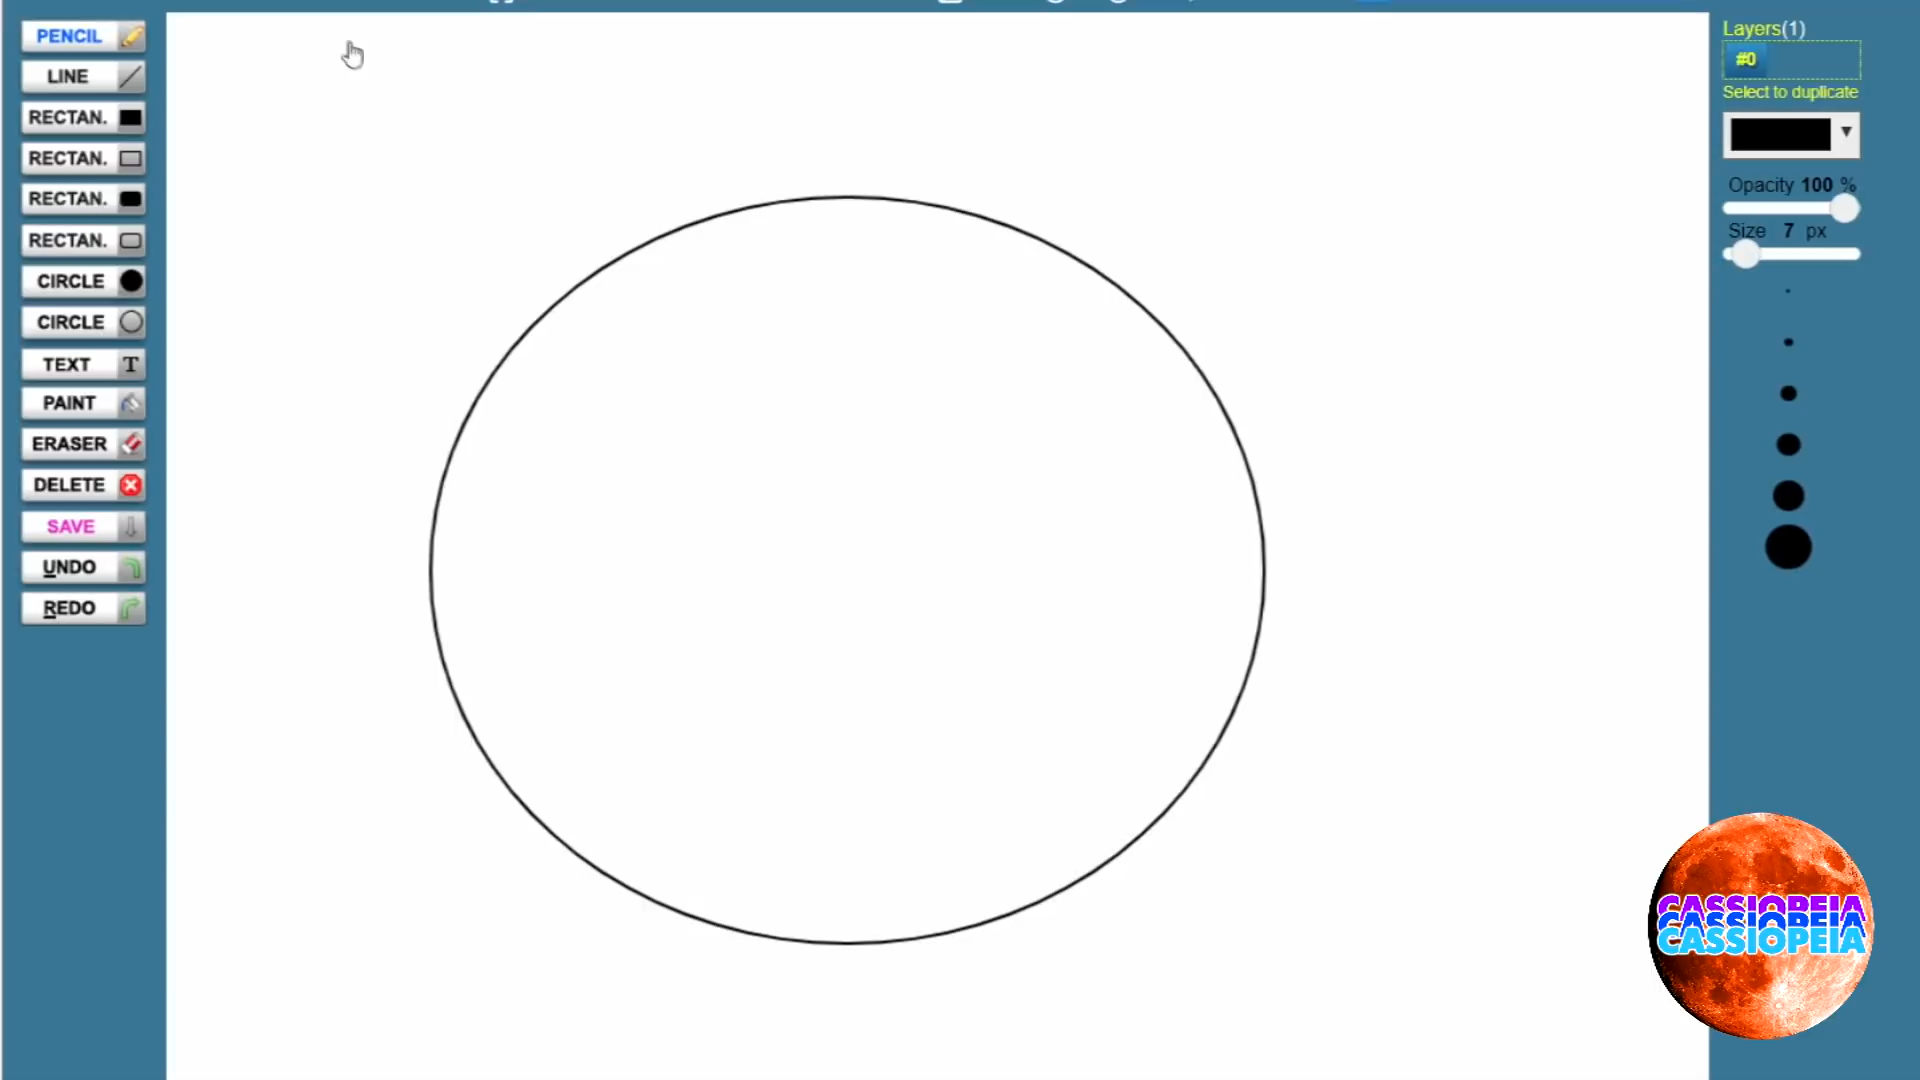 PENCIL
LINE
RECTAN.
RECTAN.
RECTAN.
RECTAN.
CIRCLE
CIRCLE
TEXT T
PAINT
ERASER
DELETE
SAVE
UNDO
REDO
Layers(1)
#0
Select to duplicate
Opacity 100 %
Size 7 px
CASSIOPEIA
CASSIOPEIA
CASSIOPEIA